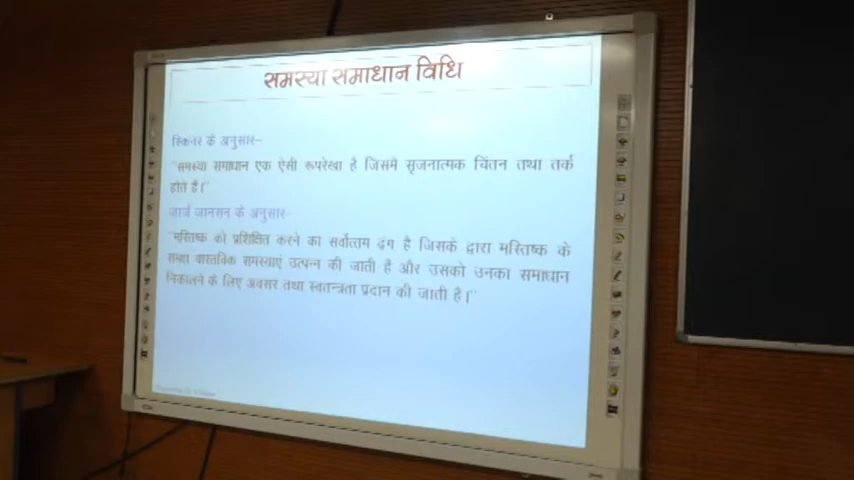 समस्या समाधान विधि
स्किनर के अनुसार–
"समस्या समाधान एक ऐसी रूपरेखा है जिसमें सृजनात्मक चिंतन तथा तर्क
होते हैं।"
जार्ज जानसन के अनुसार–
"मस्तिष्क को प्रशिक्षित करने का सर्वोत्तम ढंग है जिसके द्वारा मस्तिष्क के
समक्ष वास्तविक समस्याएं उत्पन्न की जाती हैं और उसको उनका समाधान
निकालने के लिए अवसर तथा स्वतन्त्रता प्रदान की जाती है।"